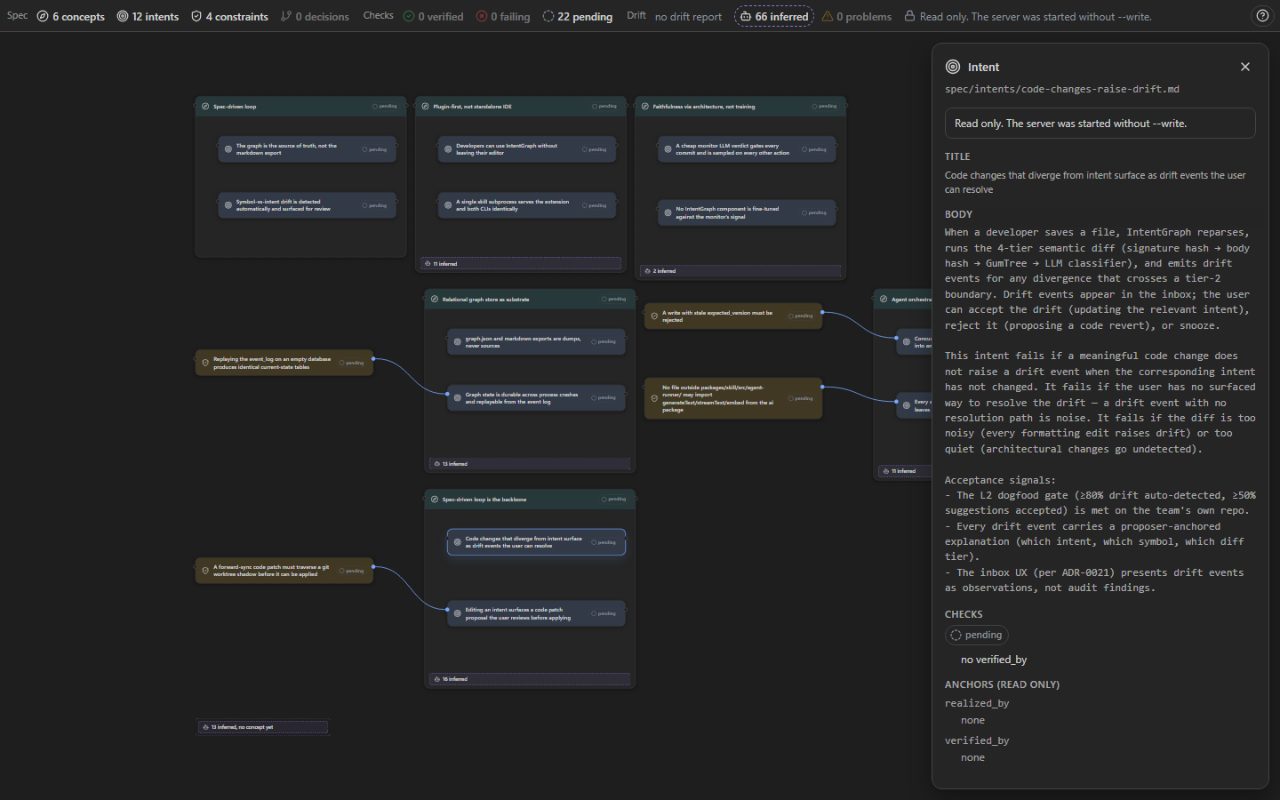 Spec 6 concepts 12 intents 4 constraints 0 decisions Checks 0 verified 0 failing 22 pending Drift no drift report 66 inferred 0 problems Read only. The server was started without --write.
Spec-driven loop pending
The graph is the source of truth, not the
markdown export
pending
Symbol-vs-intent drift is detected
automatically and surfaced for review
pending
Plugin-first, not standalone IDE pending
Developers can use IntentGraph without
leaving their editor
pending
A single skill subprocess serves the extension
and both CLIs identically
pending
11 inferred
Faithfulness via architecture, not training pending
A cheap monitor LLM verdict gates every
commit and is sampled on every other action
pending
No IntentGraph component is fine-tuned
against the monitor's signal
pending
2 inferred
Replaying the event_log on an empty database
produces identical current-state tables
pending
Relational graph store as substrate pending
graph.json and markdown exports are dumps,
never sources
pending
Graph state is durable across process crashes
and replayable from the event log
pending
13 inferred
A write with stale expected_version must be
rejected
pending
No file outside packages/skill/src/agent-
runner/ may import
generateText/streamText/embed from the ai
package
pending
Agent orchestr
Concu
into an
Every
leaves
11 inferred
A forward-sync code patch must traverse a git
worktree shadow before it can be applied
pending
Spec-driven loop is the backbone pending
Code changes that diverge from intent surface
as drift events the user can resolve
pending
Editing an intent surfaces a code patch
proposal the user reviews before applying
pending
16 inferred
13 inferred, no concept yet
Intent
spec/intents/code-changes-raise-drift.md
Read only. The server was started without --write.
TITLE
Code changes that diverge from intent surface as drift events the user
can resolve
BODY
When a developer saves a file, IntentGraph reparses,
runs the 4-tier semantic diff (signature hash → body
hash → GumTree → LLM classifier), and emits drift
events for any divergence that crosses a tier-2
boundary. Drift events appear in the inbox; the user
can accept the drift (updating the relevant intent),
reject it (proposing a code revert), or snooze.
This intent fails if a meaningful code change does
not raise a drift event when the corresponding intent
has not changed. It fails if the user has no surfaced
way to resolve the drift — a drift event with no
resolution path is noise. It fails if the diff is too
noisy (every formatting edit raises drift) or too
quiet (architectural changes go undetected).
Acceptance signals:
- The L2 dogfood gate (≥80% drift auto-detected, ≥50%
suggestions accepted) is met on the team's own repo.
- Every drift event carries a proposer-anchored
explanation (which intent, which symbol, which diff
tier).
- The inbox UX (per ADR-0021) presents drift events
as observations, not audit findings.
CHECKS
pending
no verified_by
ANCHORS (READ ONLY)
realized_by
none
verified_by
none